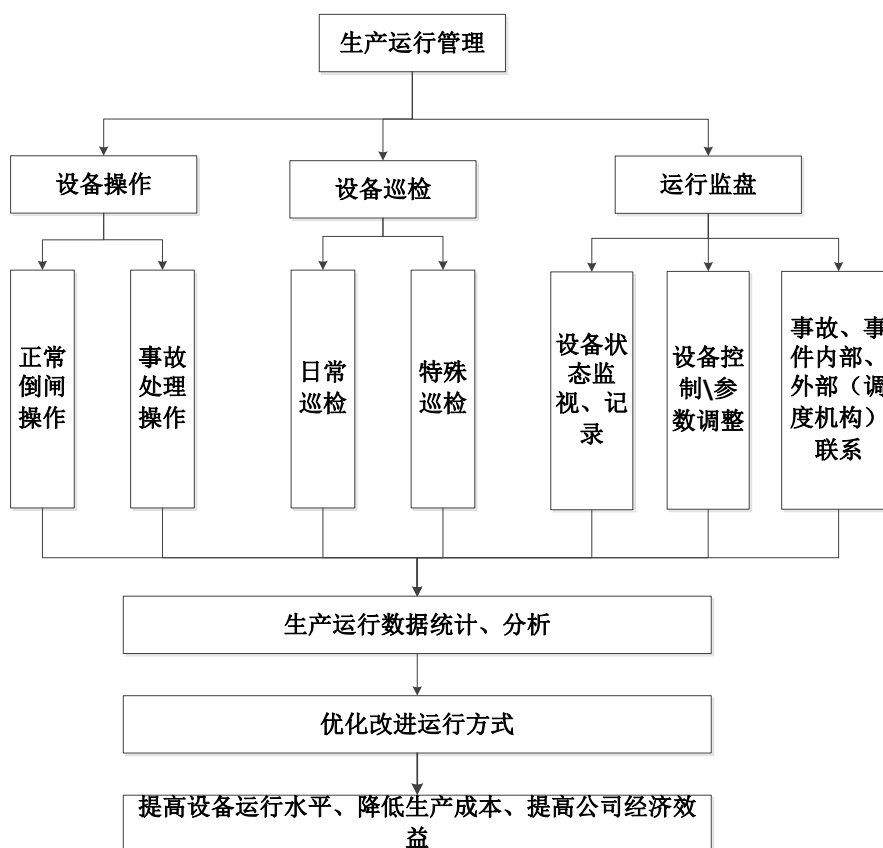 生产运行管理
设备操作
设备巡检
运行监盘
正常
倒闸
操作
事故
处理
操作
日常
巡检
特殊
巡检
设备状
态监
视、记
录
设备控
制\参
数调整
事故、事
件内部、
外部（调
度机构）
联系
生产运行数据统计、分析
优化改进运行方式
提高设备运行水平、降低生产成本、提高公司经济效
益